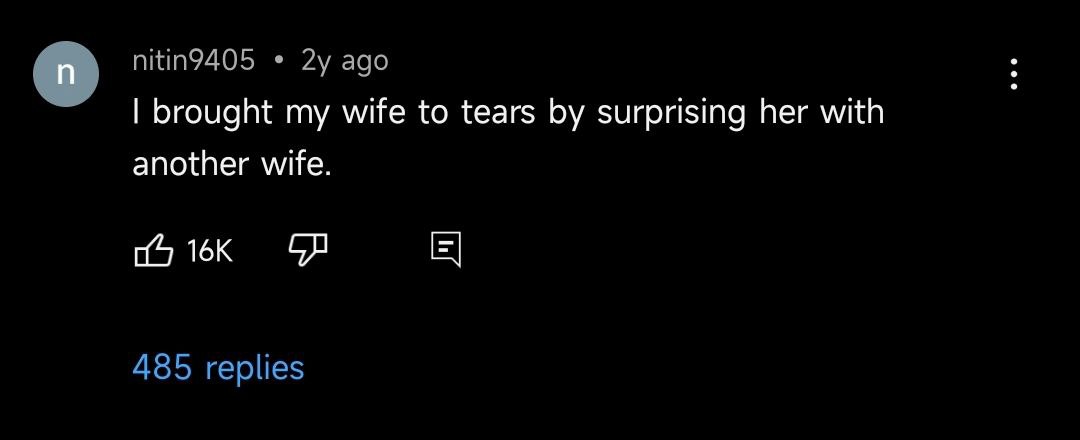 n
nitin9405 • 2y ago
I brought my wife to tears by surprising her with
another wife.
16K
485 replies